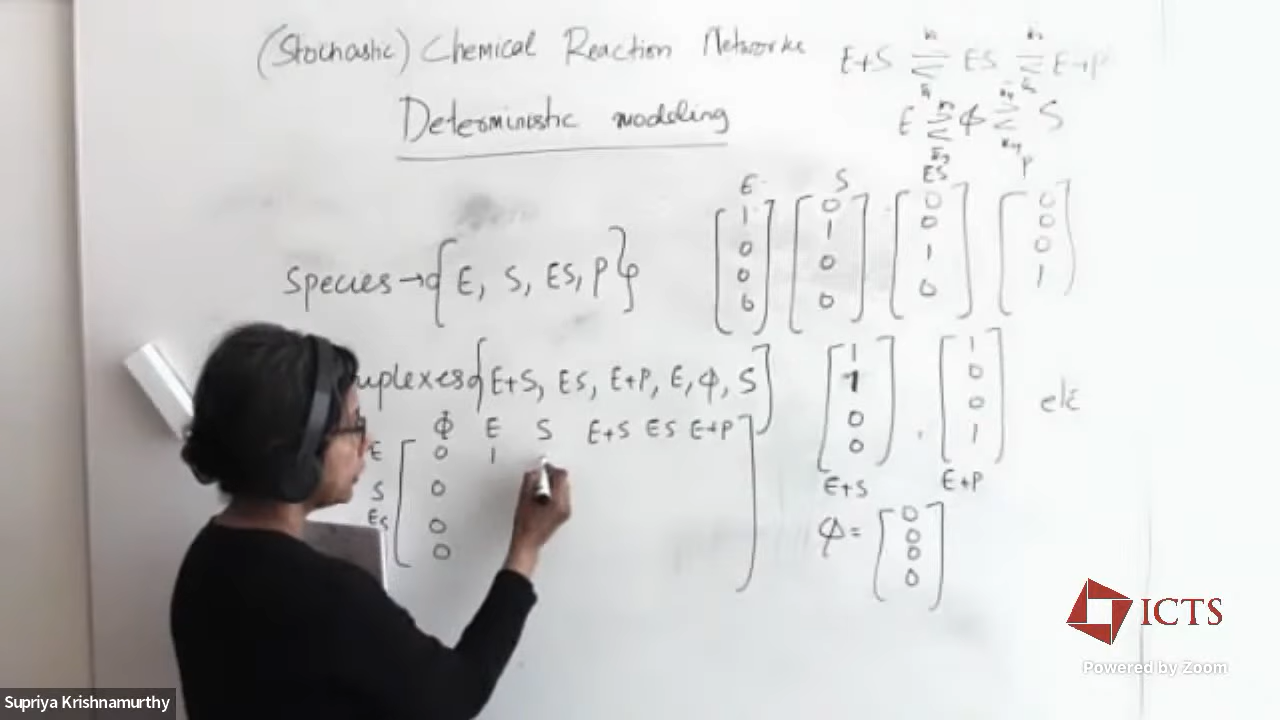 (Stochastic) Chemical Reaction Networks
E+S ⇌ ES ⇌ E+P
Deterministic modeling
E ⇌ Φ ⇌ S
E S ES P
Species → { E, S, ES, P }
[1 0 0 0] [0 1 0 0] [0 0 1 0] [0 0 0 1]
mplexes { E+S, ES, E+P, E, Φ, S }
[1 1 0 0] , [1 0 0 1] etc
E+S E+P
Φ E S E+S ES E+P
E [ 0 1
S 0
ES 0
0 ]
Φ = [0 0 0 0]
ICTS
Powered by Zoom
Supriya Krishnamurthy